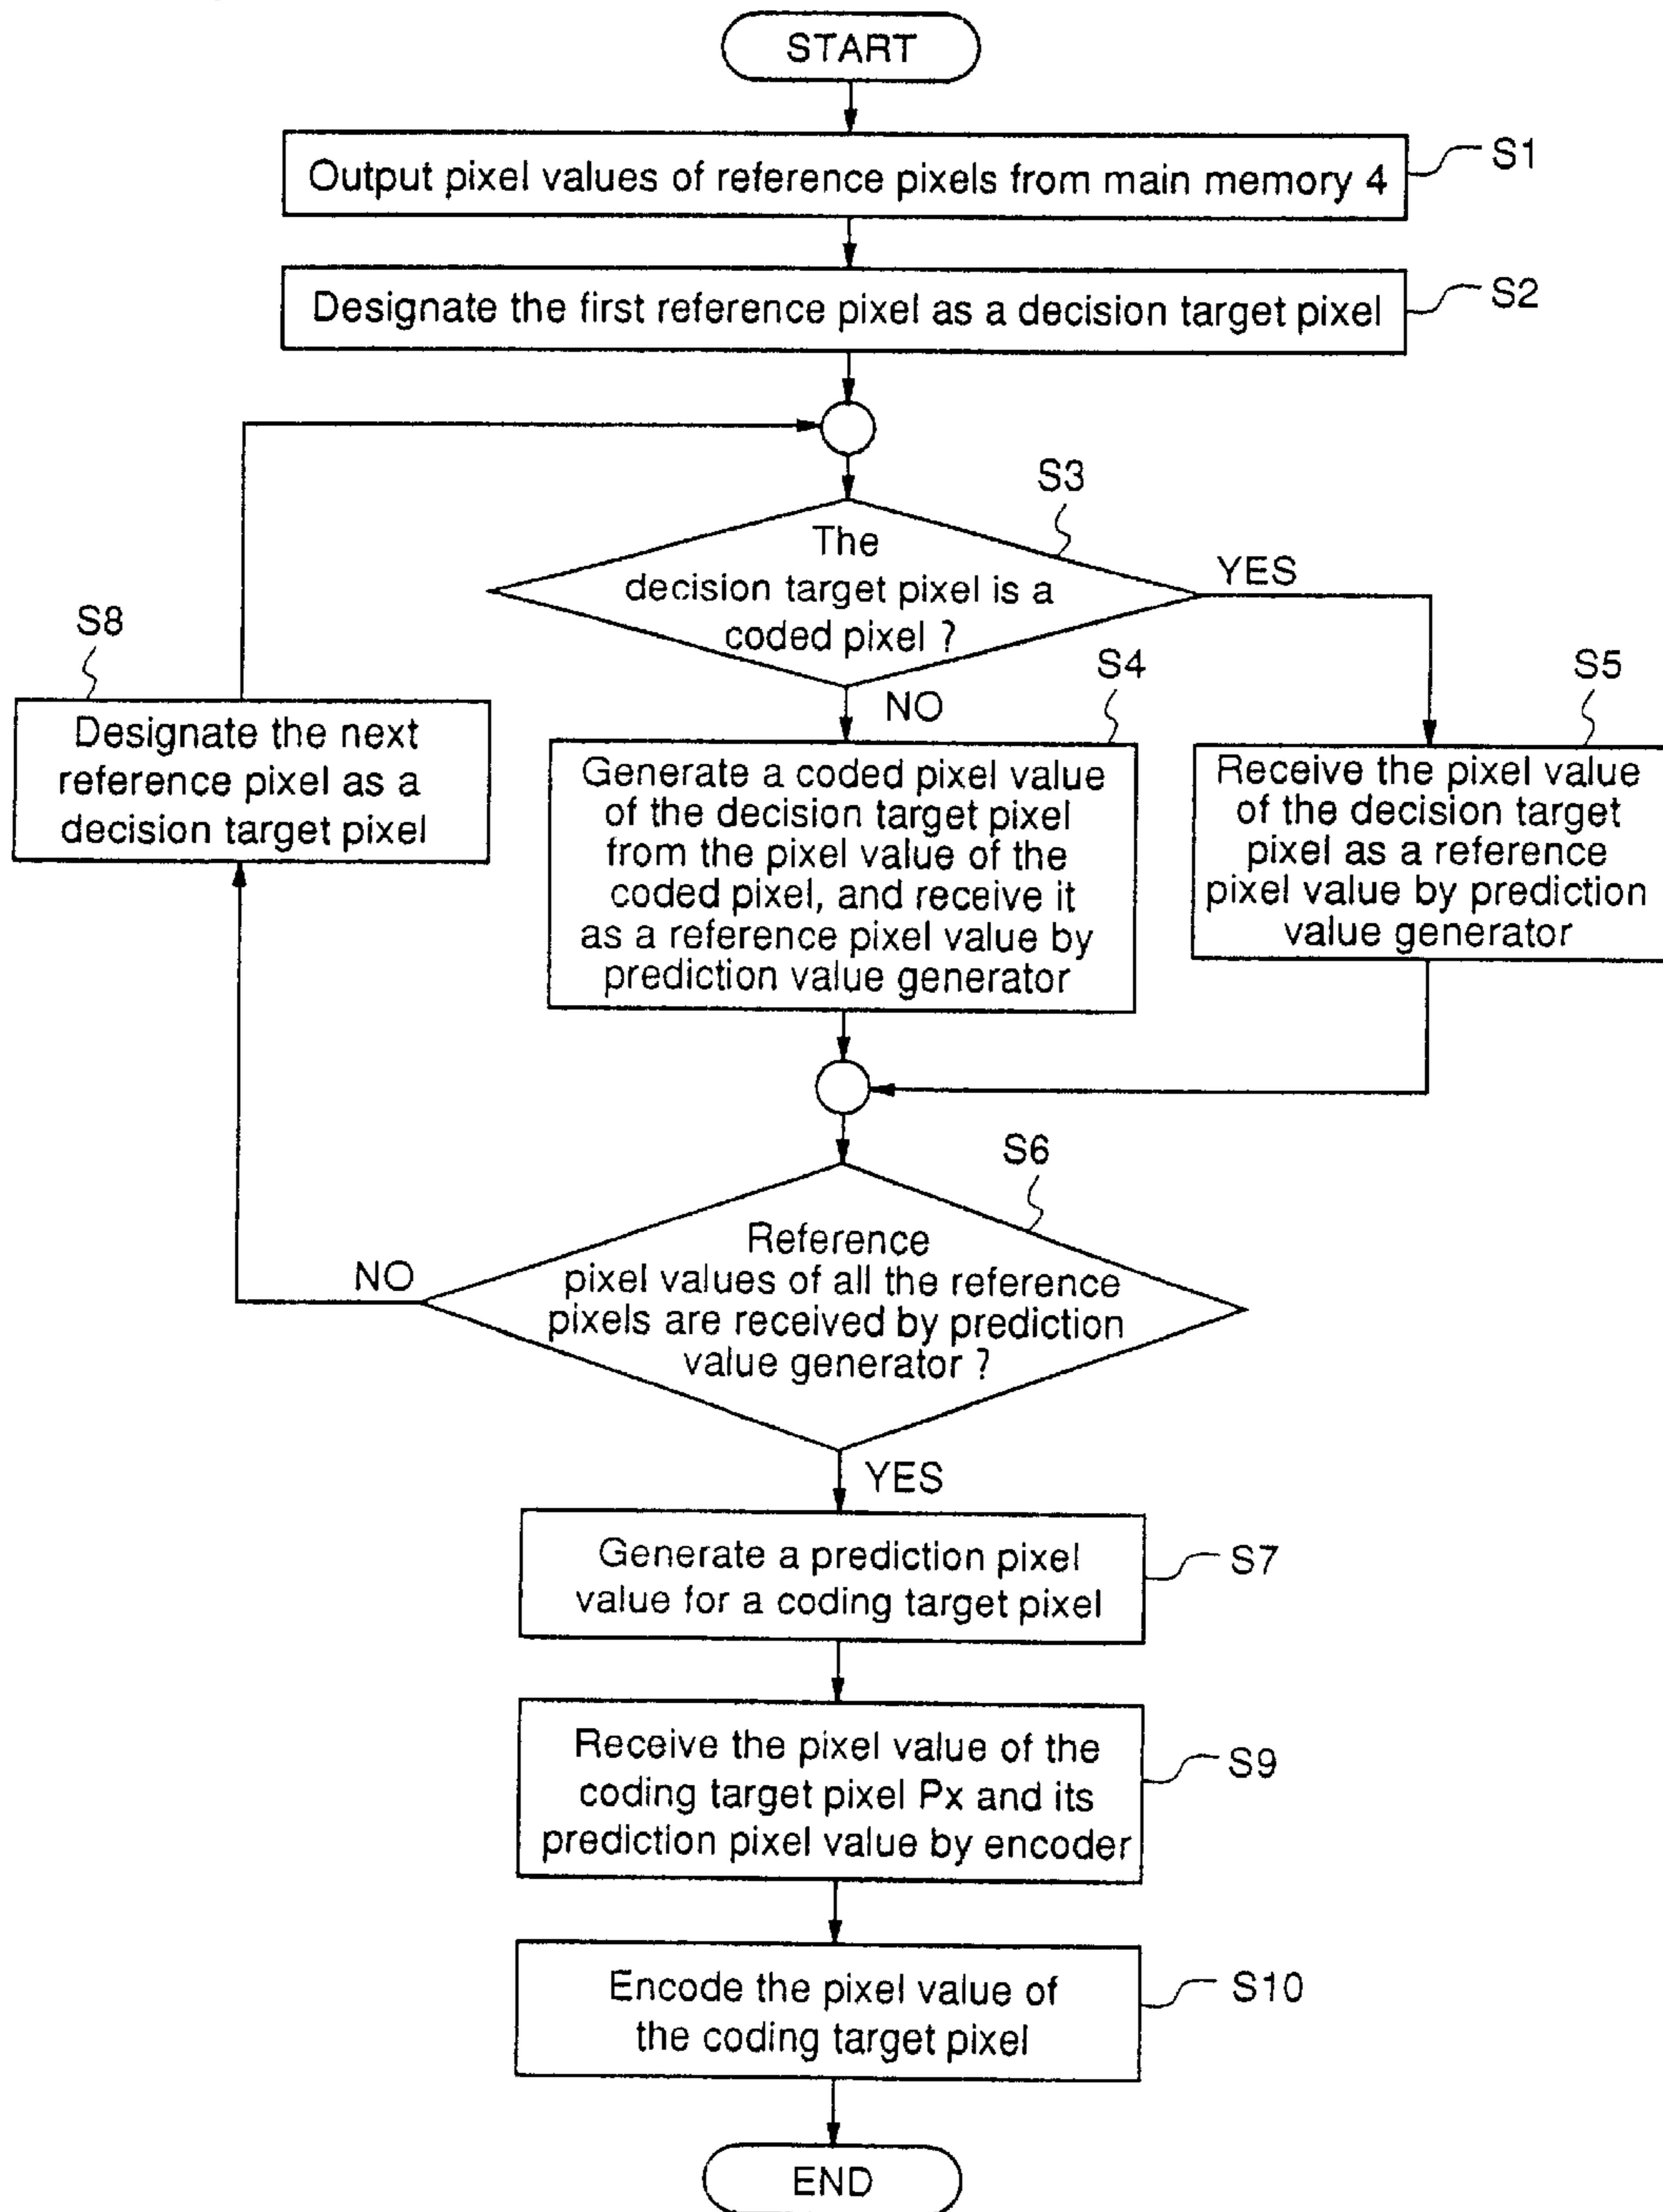 START
Output pixel values of reference pixels from main memory 4
S1
Designate the first reference pixel as a decision target pixel
S2
S3
The
decision target pixel is a
coded pixel ?
YES
NO
S8
Designate the next
reference pixel as a
decision target pixel
S4
Generate a coded pixel value
of the decision target pixel
from the pixel value of the
coded pixel, and receive it
as a reference pixel value by
prediction value generator
S5
Receive the pixel value
of the decision target
pixel as a reference
pixel value by prediction
value generator
S6
Reference
pixel values of all the reference
pixels are received by prediction
value generator ?
NO
YES
Generate a prediction pixel
value for a coding target pixel
S7
Receive the pixel value of the
coding target pixel Px and its
prediction pixel value by encoder
S9
Encode the pixel value of
the coding target pixel
S10
END